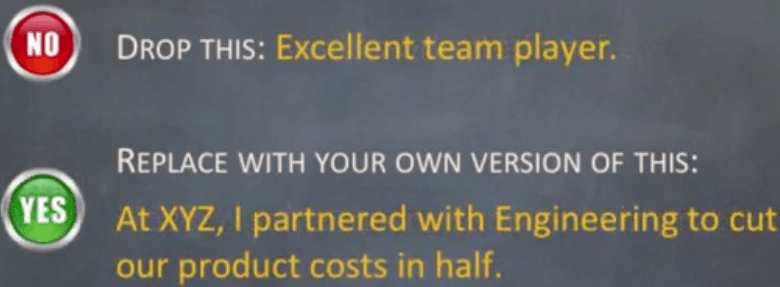 NO
DROP THIS: Excellent team player.
REPLACE WITH YOUR OWN VERSION OF THIS:
YES
At XYZ, I partnered with Engineering to cut
our product costs in half.